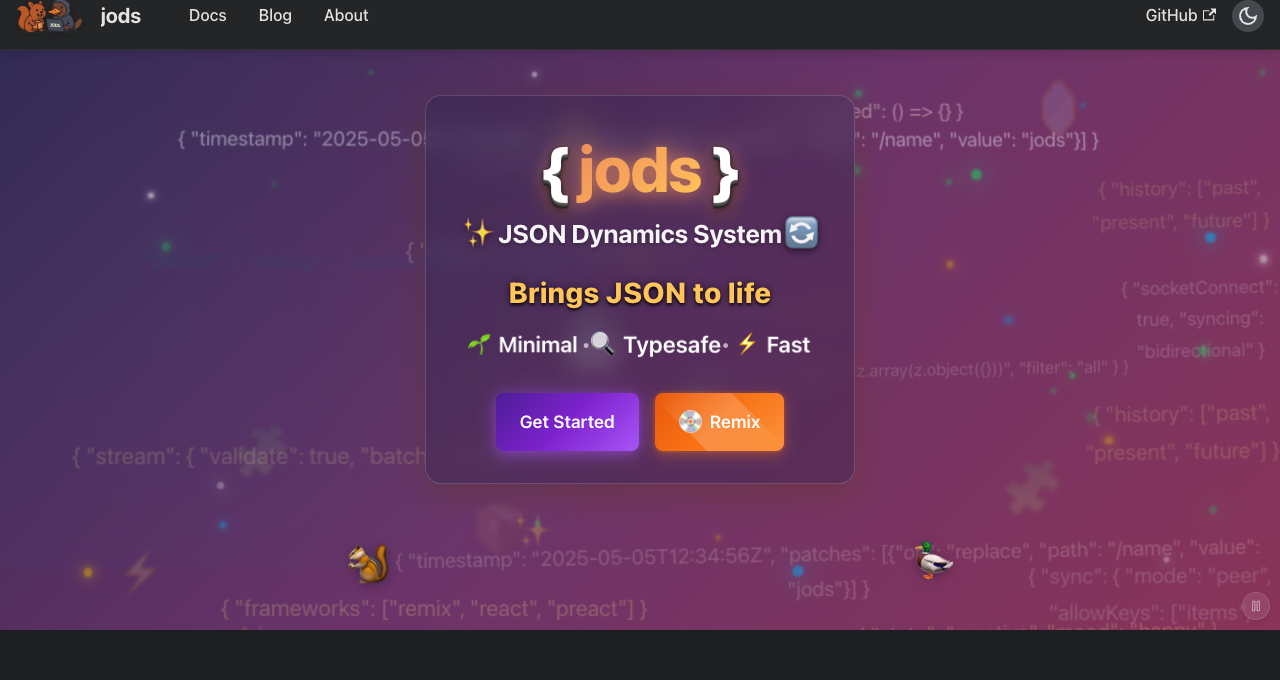 jods
Docs
Blog
About
GitHub
ed": () => {} }
{ "timestamp": "2025-05-05
: "/name", "value": "jods"}] }
{ jods }
{ "history": ["past",
"present", "future"] }
JSON Dynamics System
Brings JSON to life
{ "socketConnect":
true, "syncing":
"bidirectional" }
Minimal • Typesafe • Fast
z.array(z.object({}))", "filter": "all" } }
Get Started
Remix
{ "history": ["past",
"present", "future"] }
{ "stream": { "validate": true, "batch
{ "timestamp": "2025-05-05T12:34:56Z", "patches": [{"op": "replace", "path": "/name", "value":
"jods"}] }
{ "sync": { "mode": "peer",
"allowKeys": ["items"
{ "frameworks": ["remix", "react", "preact"] }